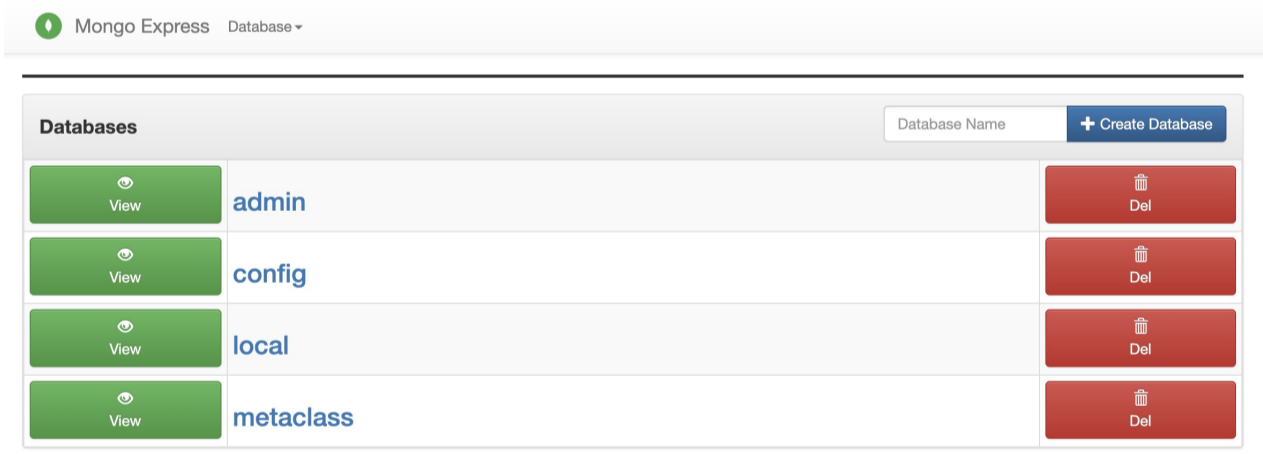 Mongo Express Database
Databases Database Name Create Database
View admin Del
View config Del
View local Del
View metaclass Del